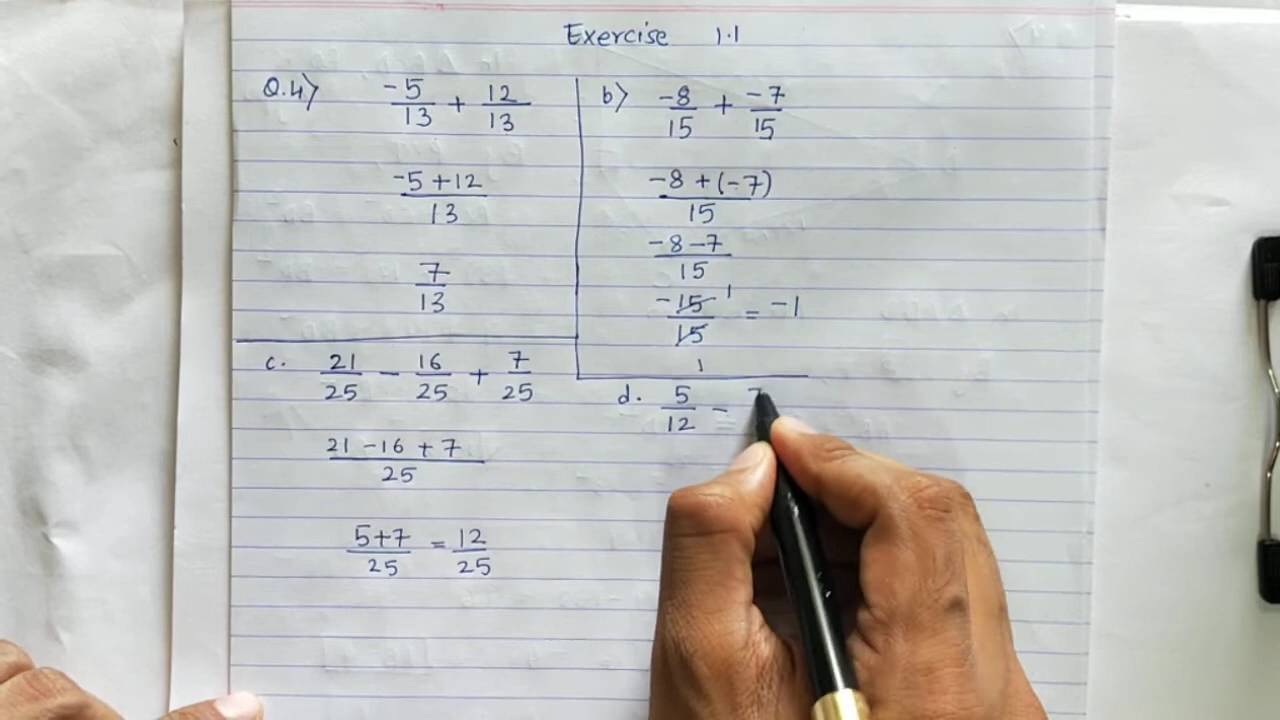 Exercise 1.1
Q.4) -5/13 + 12/13
-5+12/13
7/13
b) -8/15 + -7/15
-8+(-7)/15
-8-7/15
-15/15 1 1 = -1
c. 21/25 - 16/25 + 7/25
21-16+7/25
5+7/25 = 12/25
d. 5/12 -